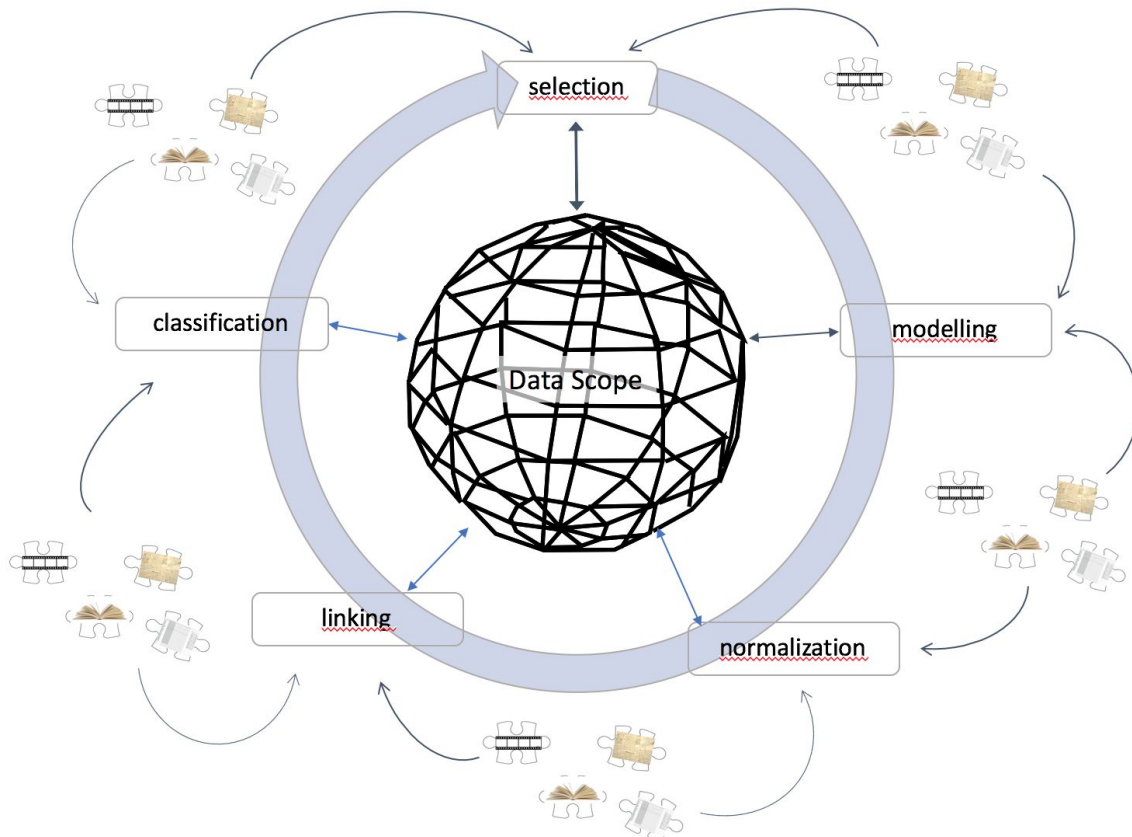 selection
classification
modelling
Data Scope
linking
normalization